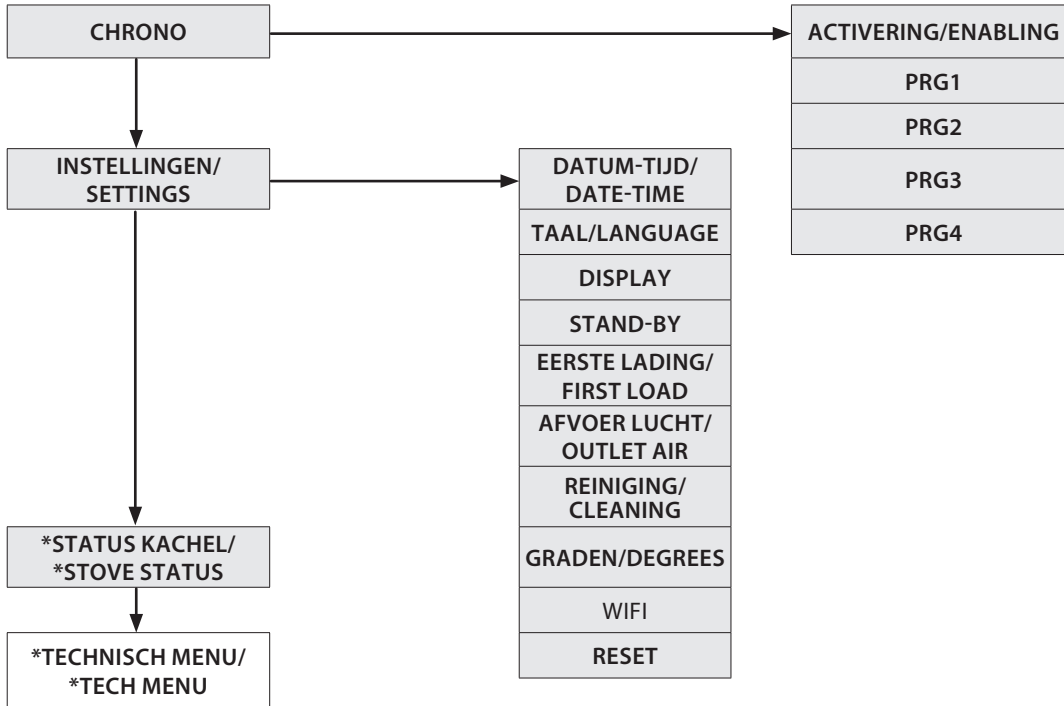 CHRONO
ACTIVERING/ENABLING
PRG1
PRG2
PRG3
PRG4
INSTELLINGEN/
SETTINGS
DATUM-TIJD/
DATE-TIME
TAAL/LANGUAGE
DISPLAY
STAND-BY
EERSTE LADING/
FIRST LOAD
AFVOER LUCHT/
OUTLET AIR
REINIGING/
CLEANING
GRADEN/DEGREES
WIFI
RESET
*STATUS KACHEL/
*STOVE STATUS
*TECHNISCH MENU/
*TECH MENU